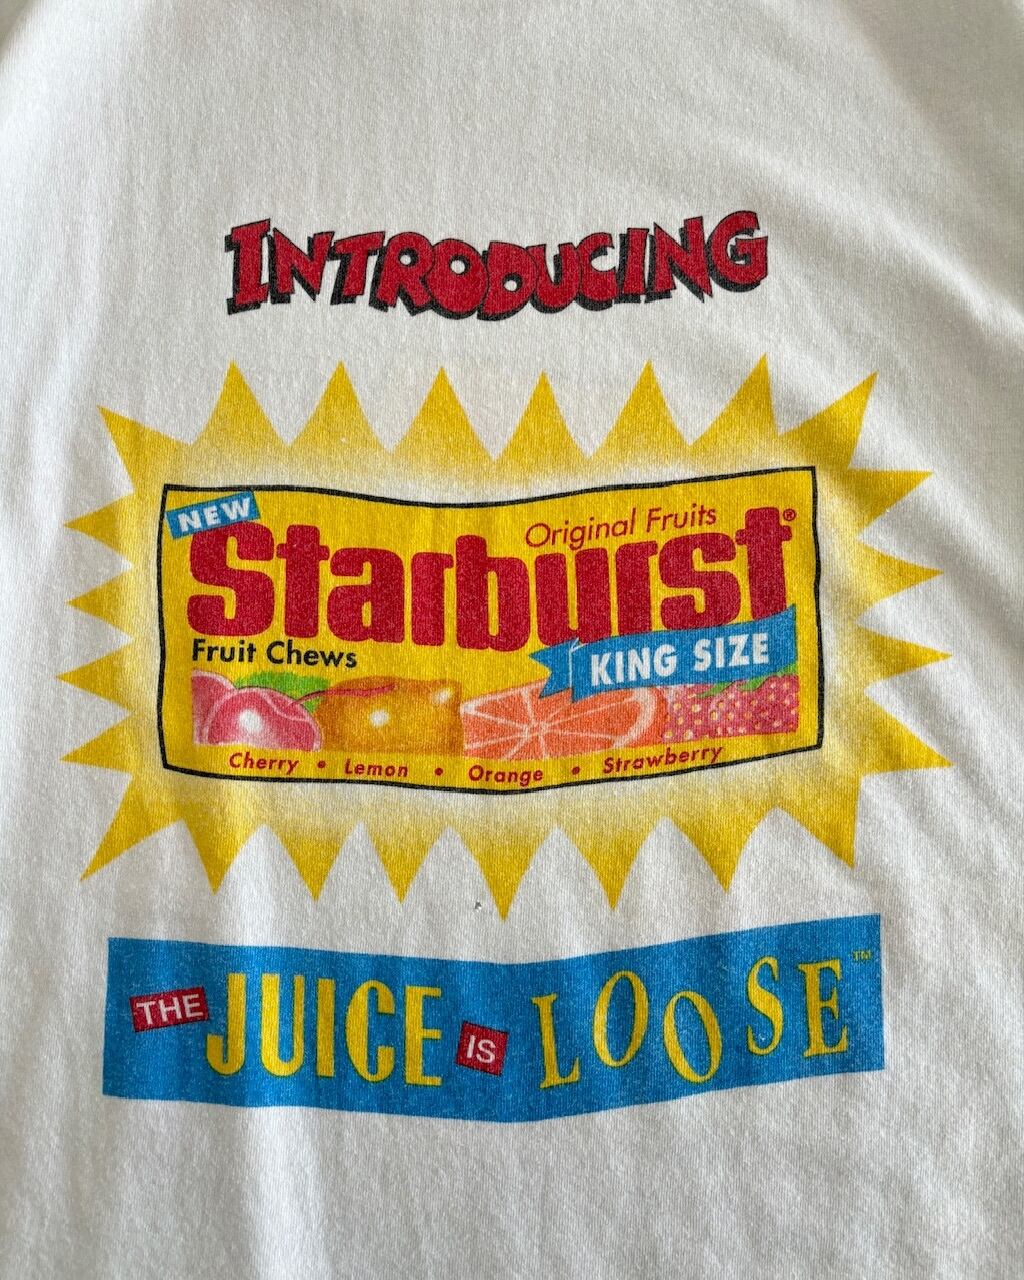 INTRODUCING
NEW
Original Fruits
Starburst®
Fruit Chews
KING SIZE
Cherry • Lemon • Orange • Strawberry
THE JUICE IS LOOSE™